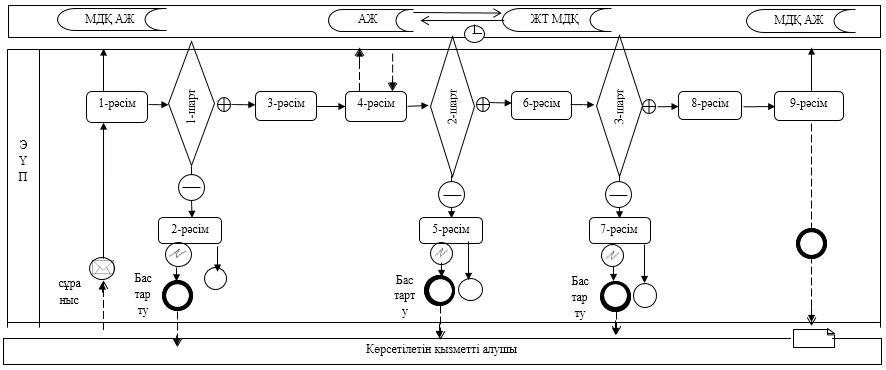 МДҚ АЖ
АЖ
ЖТ МДҚ
МДҚ АЖ
Э
Ү
П
1-рәсім
1-шарт
3-рәсім
4-рәсім
2-шарт
6-рәсім
3-шарт
8-рәсім
9-рәсім
2-рәсім
5-рәсім
7-рәсім
сұра
ныс
Бас
тар
ту
Бас
тарт
у
Бас
тар
ту
Көрсетілетін қызметті алушы